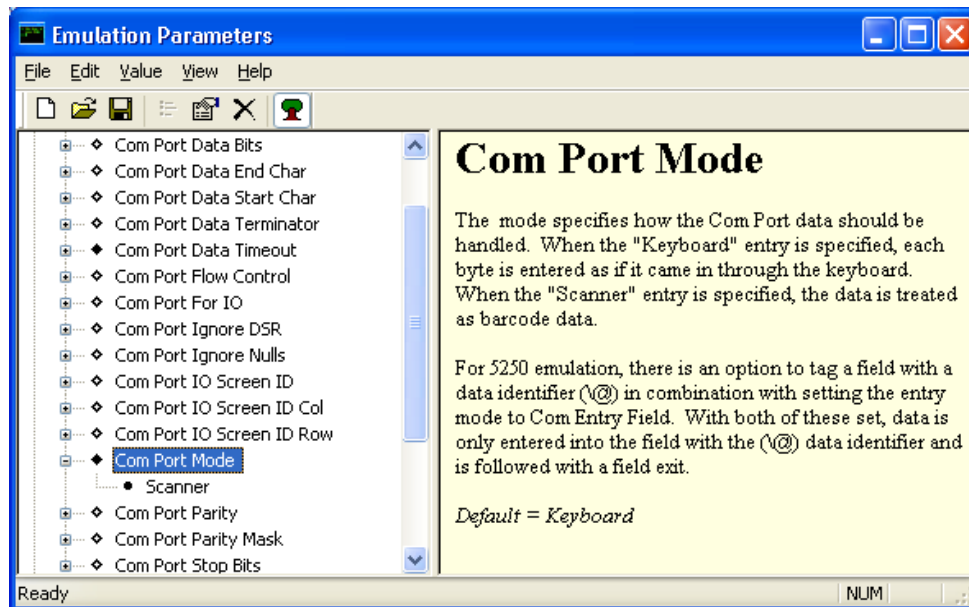 Emulation Parameters
File Edit Value View Help
Com Port Data Bits
Com Port Data End Char
Com Port Data Start Char
Com Port Data Terminator
Com Port Data Timeout
Com Port Flow Control
Com Port For IO
Com Port Ignore DSR
Com Port Ignore Nulls
Com Port IO Screen ID
Com Port IO Screen ID Col
Com Port IO Screen ID Row
Com Port Mode
Scanner
Com Port Parity
Com Port Parity Mask
Com Port Stop Bits
Com Port Mode
The mode specifies how the Com Port data should be
handled. When the "Keyboard" entry is specified, each
byte is entered as if it came in through the keyboard.
When the "Scanner" entry is specified, the data is treated
as barcode data.
For 5250 emulation, there is an option to tag a field with a
data identifier (\@) in combination with setting the entry
mode to Com Entry Field. With both of these set, data is
only entered into the field with the (\@) data identifier and
is followed with a field exit.
Default = Keyboard
Ready NUM